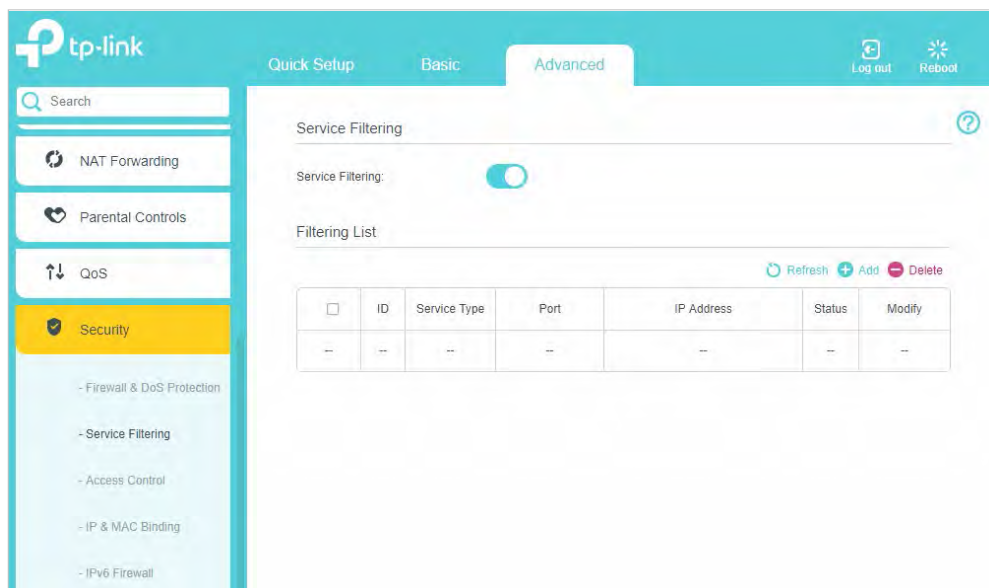 tp-link
Quick Setup Basic Advanced Log out Reboot
Search
NAT Forwarding
Parental Controls
QoS
Security
- Firewall & DoS Protection
- Service Filtering
- Access Control
- IP & MAC Binding
- IPv6 Firewall
Service Filtering
?
Service Filtering:
Filtering List
Refresh Add Delete
ID Service Type Port IP Address Status Modify
-- -- -- -- -- -- --